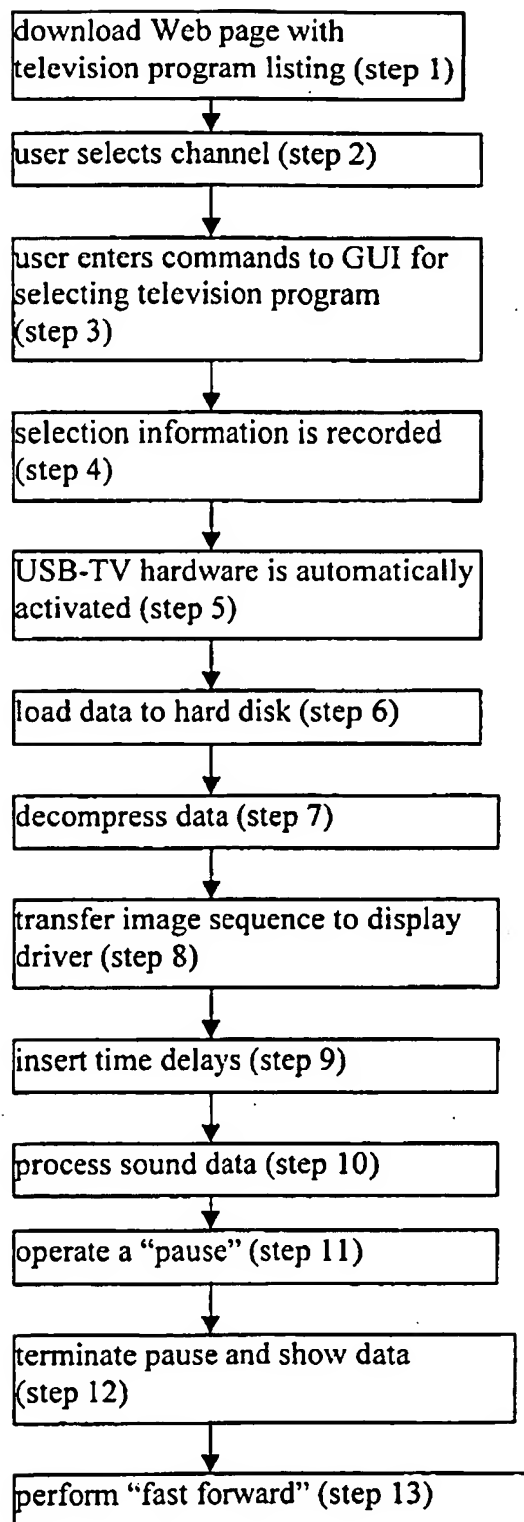 download Web page with
television program listing (step 1)
user selects channel (step 2)
user enters commands to GUI for
selecting television program
(step 3)
selection information is recorded
(step 4)
USB-TV hardware is automatically
activated (step 5)
load data to hard disk (step 6)
decompress data (step 7)
transfer image sequence to display
driver (step 8)
insert time delays (step 9)
process sound data (step 10)
operate a “pause” (step 11)
terminate pause and show data
(step 12)
perform “fast forward” (step 13)